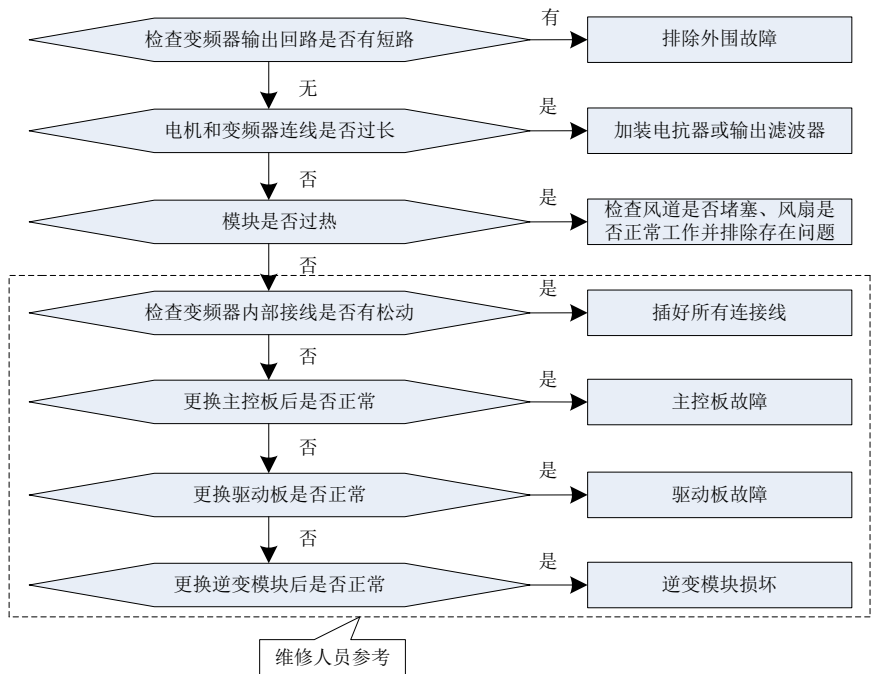 检查变频器输出回路是否有短路
有
排除外围故障
无
电机和变频器连线是否过长
是
加装电抗器或输出滤波器
否
模块是否过热
是
检查风道是否堵塞、风扇是
否正常工作并排除存在问题
否
检查变频器内部接线是否有松动
是
插好所有连接线
否
更换主控板后是否正常
是
主控板故障
否
更换驱动板是否正常
是
驱动板故障
否
更换逆变模块后是否正常
是
逆变模块损坏
维修人员参考